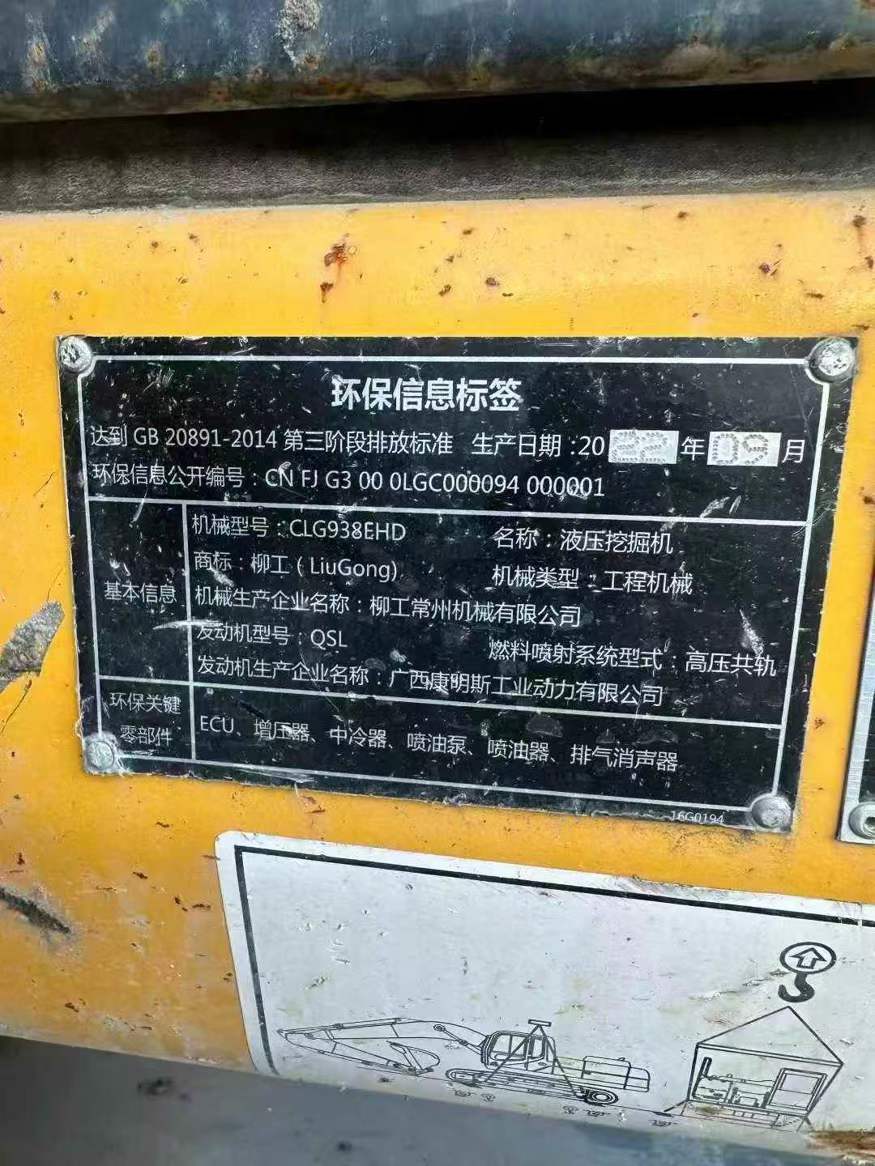 环保信息标签
达到 GB 20891-2014 第三阶段排放标准 生产日期:2022年09月
环保信息公开编号:CN FJ G3 00 0LGC000094 000001
基本信息
机械型号:CLG938EHD 名称:液压挖掘机
商标:柳工(LiuGong) 机械类型:工程机械
机械生产企业名称:柳工常州机械有限公司
发动机型号:QSL 燃料喷射系统型式:高压共轨
发动机生产企业名称:广西康明斯工业动力有限公司
环保关键零部件
ECU、增压器、中冷器、喷油泵、喷油器、排气消声器
16G0194